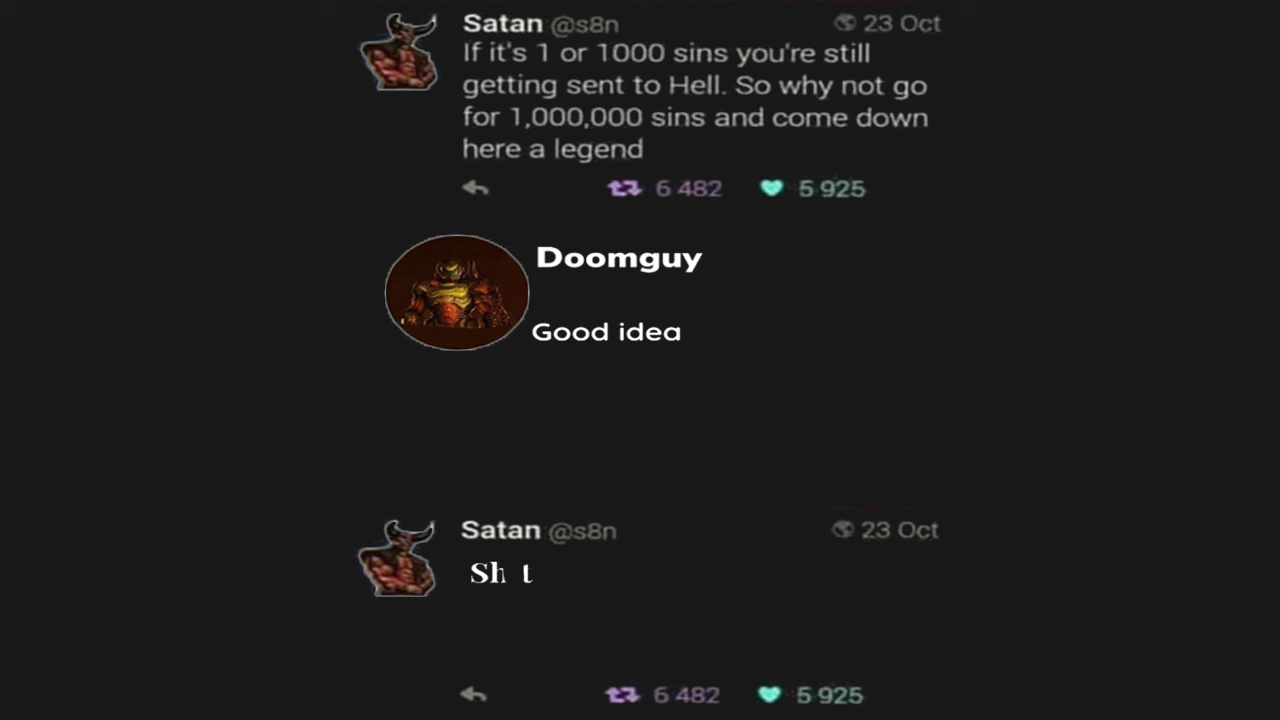 Satan @s8n 23 Oct
If it's 1 or 1000 sins you're still
getting sent to Hell. So why not go
for 1,000,000 sins and come down
here a legend
6 482 5 925
Doomguy
Good idea
Satan @s8n 23 Oct
Sh t
6 482 5 925